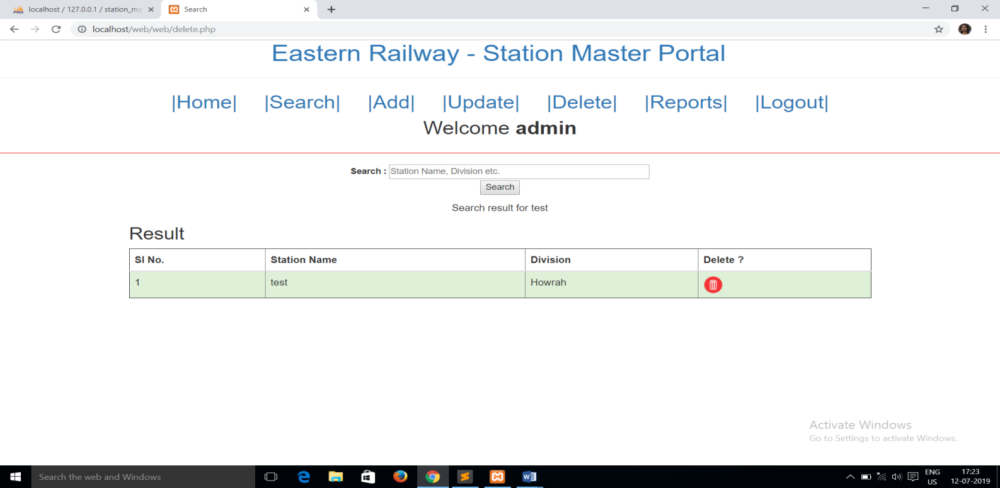 localhost / 127.0.0.1 / station_ma
Search
localhost/web/web/delete.php
Eastern Railway - Station Master Portal
|Home| |Search| |Add| |Update| |Delete| |Reports| |Logout|
Welcome admin
Search : Station Name, Division etc.
Search
Search result for test
Result
Sl No. Station Name Division Delete ?
1 test Howrah
Activate Windows
Go to Settings to activate Windows.
Search the web and Windows
ENG 17:23
US 12-07-2019